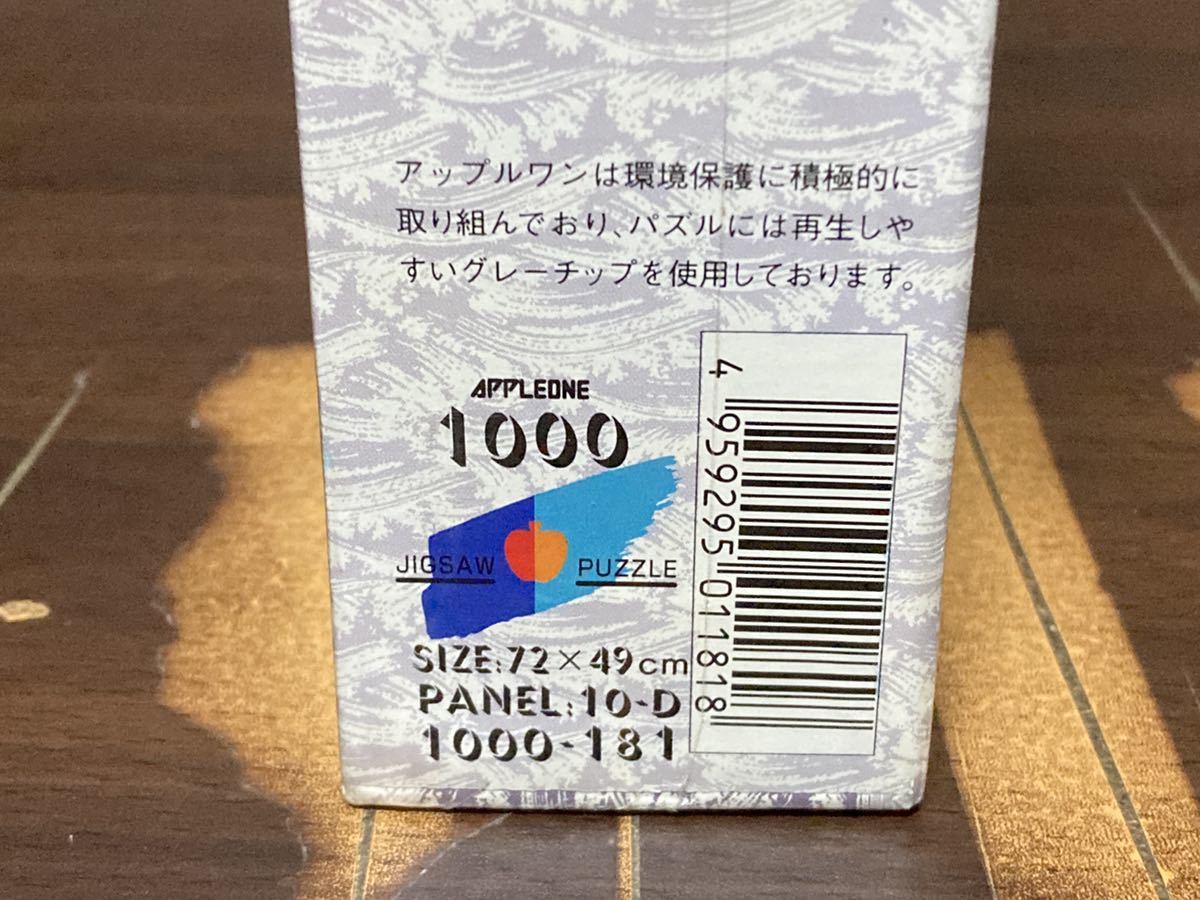 アップルワンは環境保護に積極的に
取り組んでおり、パズルには再生しや
すいグレーチップを使用しております。
APPLEONE
1000
JIGSAW PUZZLE
SIZE:72×49cm
PANEL:10-D
1000-181
4 959295 011818